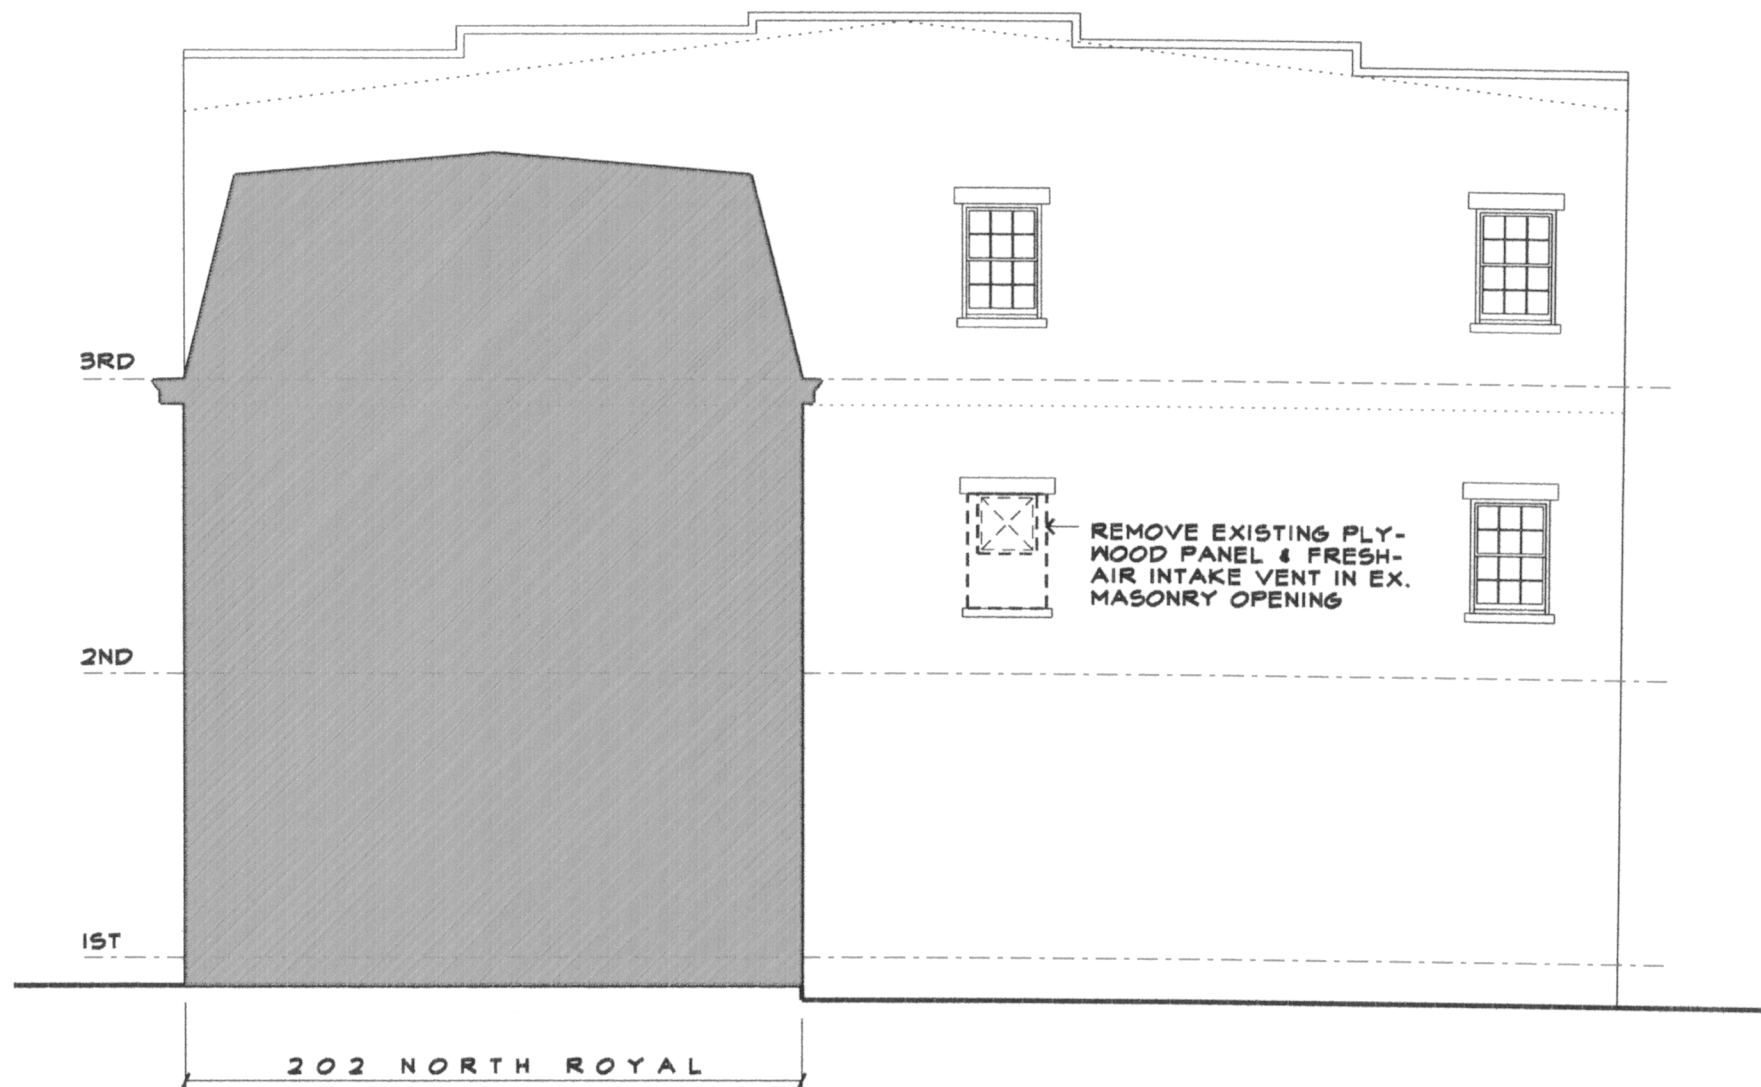 3RD
REMOVE EXISTING PLY-
WOOD PANEL & FRESH-
AIR INTAKE VENT IN EX.
MASONRY OPENING
2ND
1ST
202 NORTH ROYAL